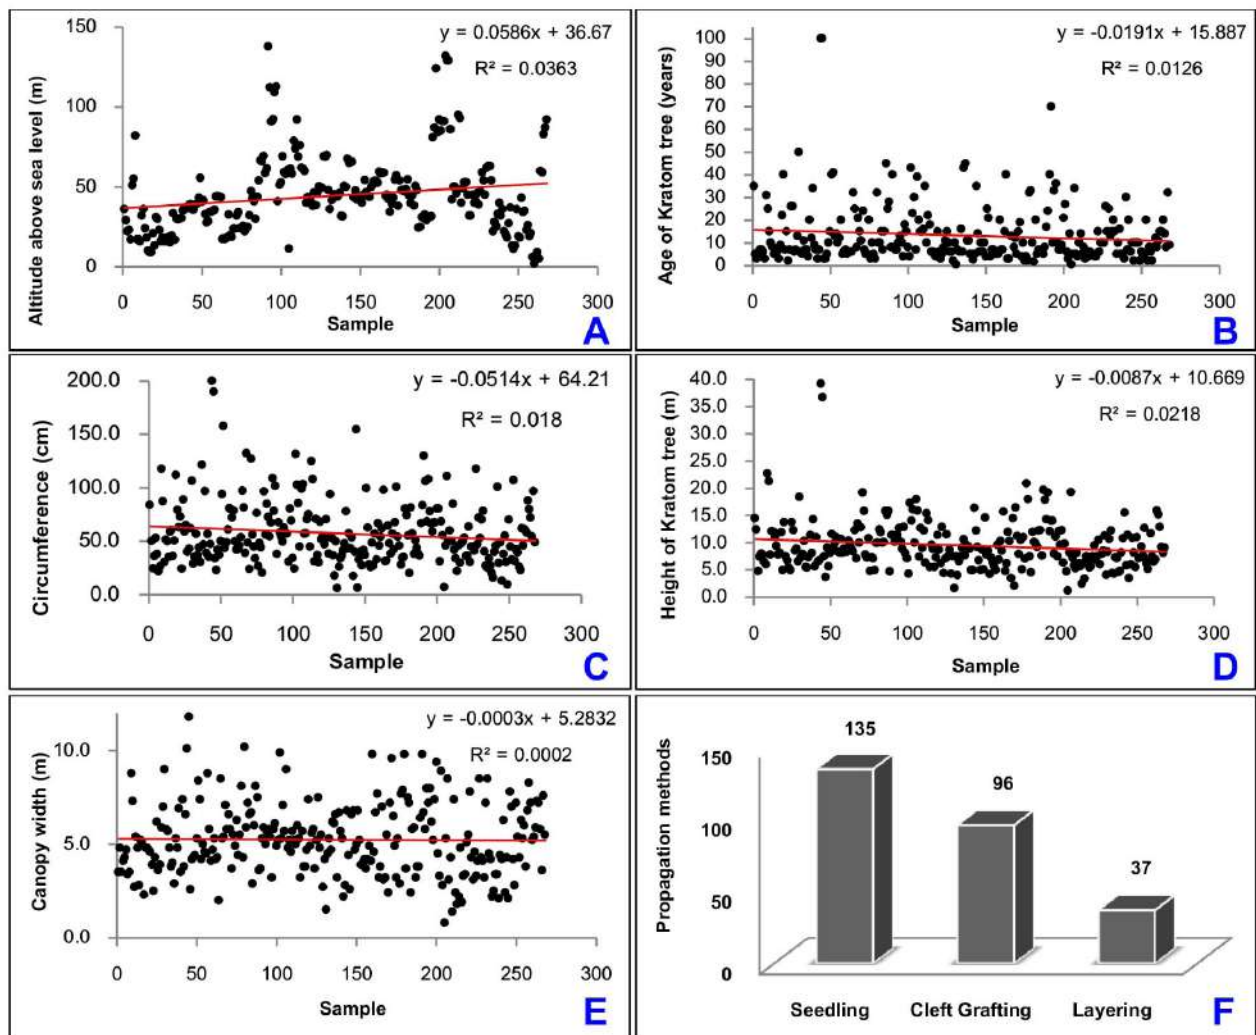 y = 0.0586x + 36.67
R² = 0.0363
Altitude above sea level (m)
150
100
50
0
0 50 100 150 200 250 300
Sample
A
y = -0.0191x + 15.887
R² = 0.0126
Age of Kratom tree (years)
100
90
80
70
60
50
40
30
20
10
0
0 50 100 150 200 250 300
Sample
B
y = -0.0514x + 64.21
R² = 0.018
Circumference (cm)
200.0
150.0
100.0
50.0
0.0
0 50 100 150 200 250 300
Sample
C
y = -0.0087x + 10.669
R² = 0.0218
Height of Kratom tree (m)
40.0
35.0
30.0
25.0
20.0
15.0
10.0
5.0
0.0
0 50 100 150 200 250 300
Sample
D
y = -0.0003x + 5.2832
R² = 0.0002
Canopy width (m)
10.0
5.0
0.0
0 50 100 150 200 250 300
Sample
E
Propagation methods
150
100
50
0
135
96
37
Seedling Cleft Grafting Layering
F